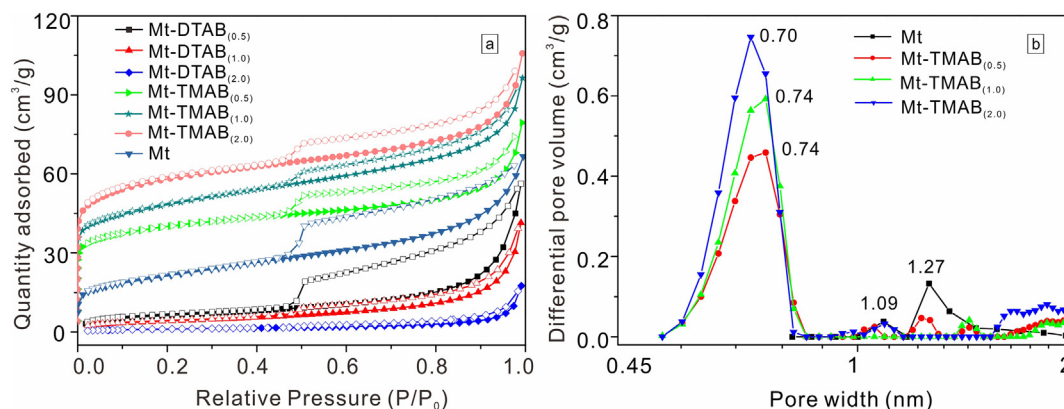 a
Quantity adsorbed (cm³/g)
120
90
60
30
0
Mt-DTAB(0.5)
Mt-DTAB(1.0)
Mt-DTAB(2.0)
Mt-TMAB(0.5)
Mt-TMAB(1.0)
Mt-TMAB(2.0)
Mt
0.0 0.2 0.4 0.6 0.8 1.0
Relative Pressure (P/P₀)
b
Differential pore volume (cm³/g)
0.8
0.6
0.4
0.2
0.0
0.70
0.74
0.74
1.09
1.27
Mt
Mt-TMAB(0.5)
Mt-TMAB(1.0)
Mt-TMAB(2.0)
0.45 1 2
Pore width (nm)